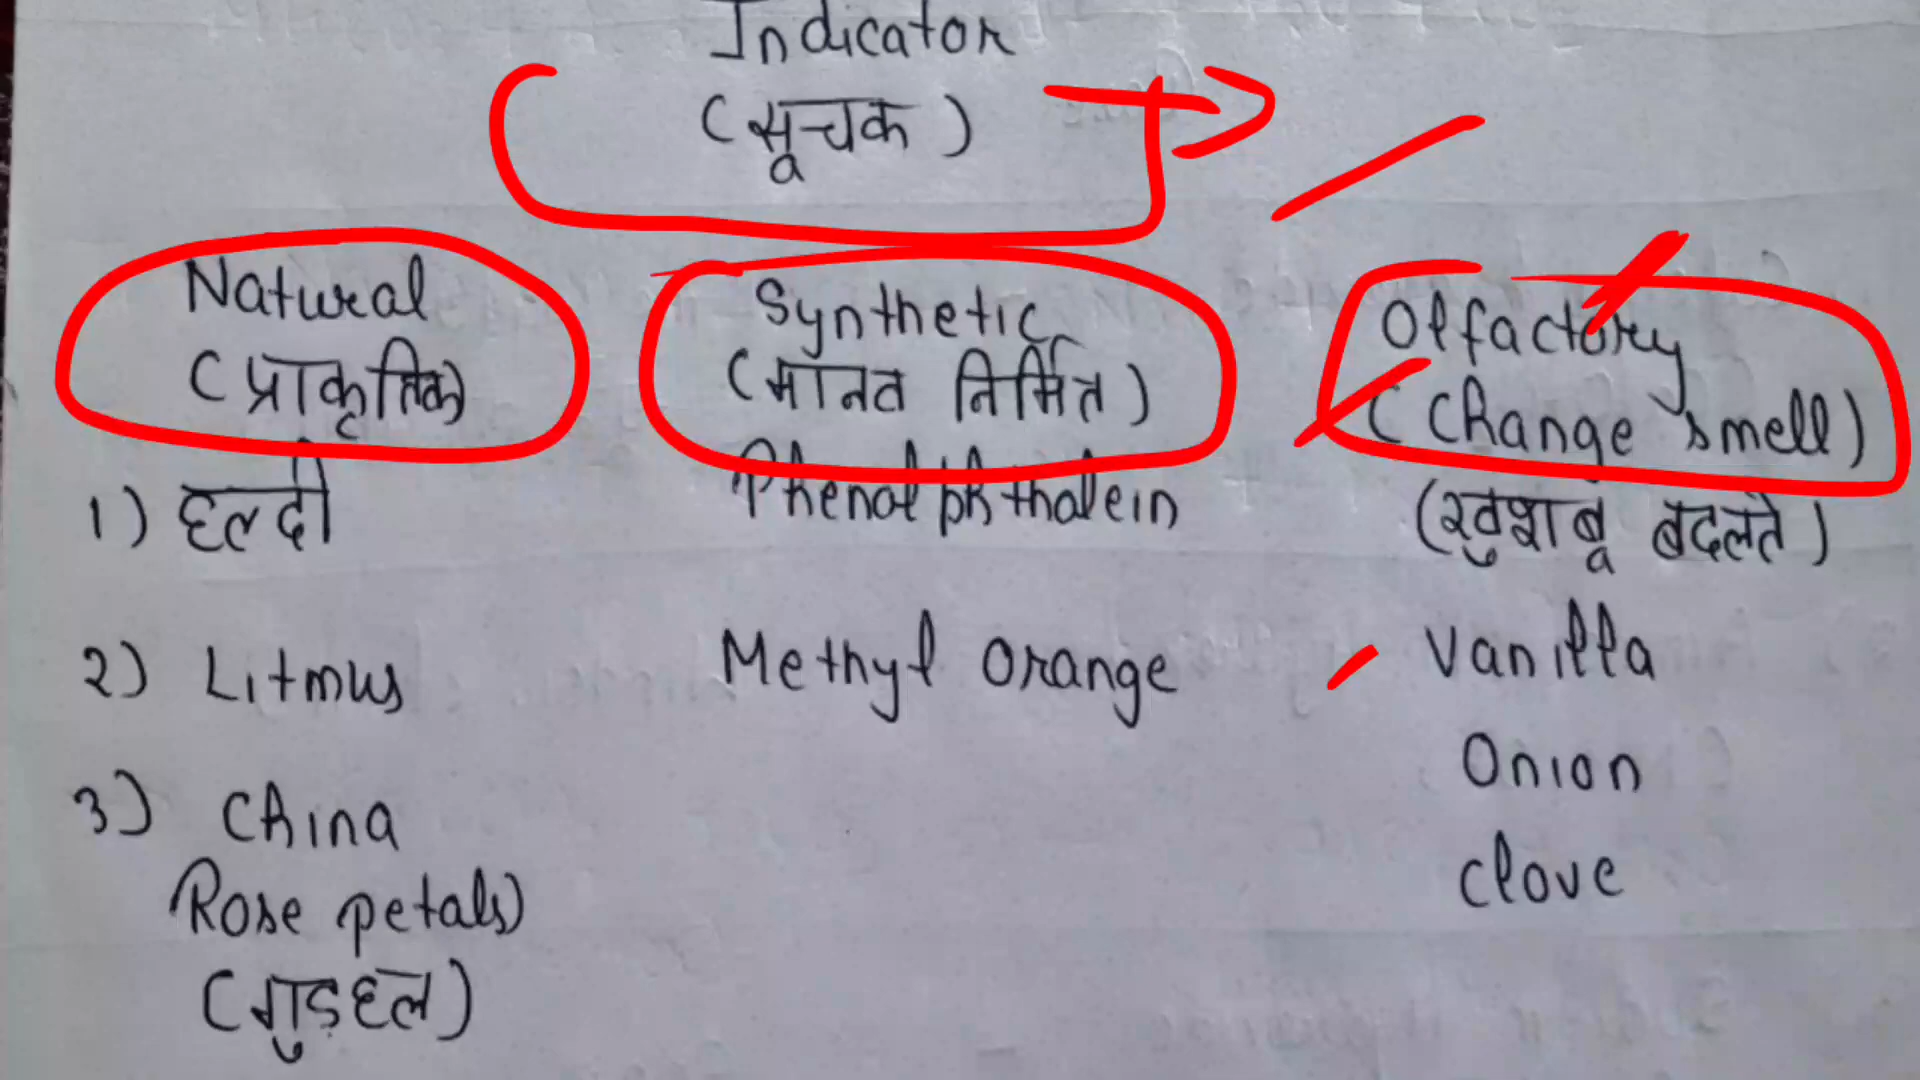 Indicator
(सूचक)
Natural
(प्राकृतिक)
1) हल्दी
2) Litmus
3) China
Rose petals)
(गुड़हल)
Synthetic
(मानव निर्मित)
Phenolphthalein
Methyl Orange
Olfactory
(Change smell)
(खुशबू बदलते)
Vanilla
Onion
Clove